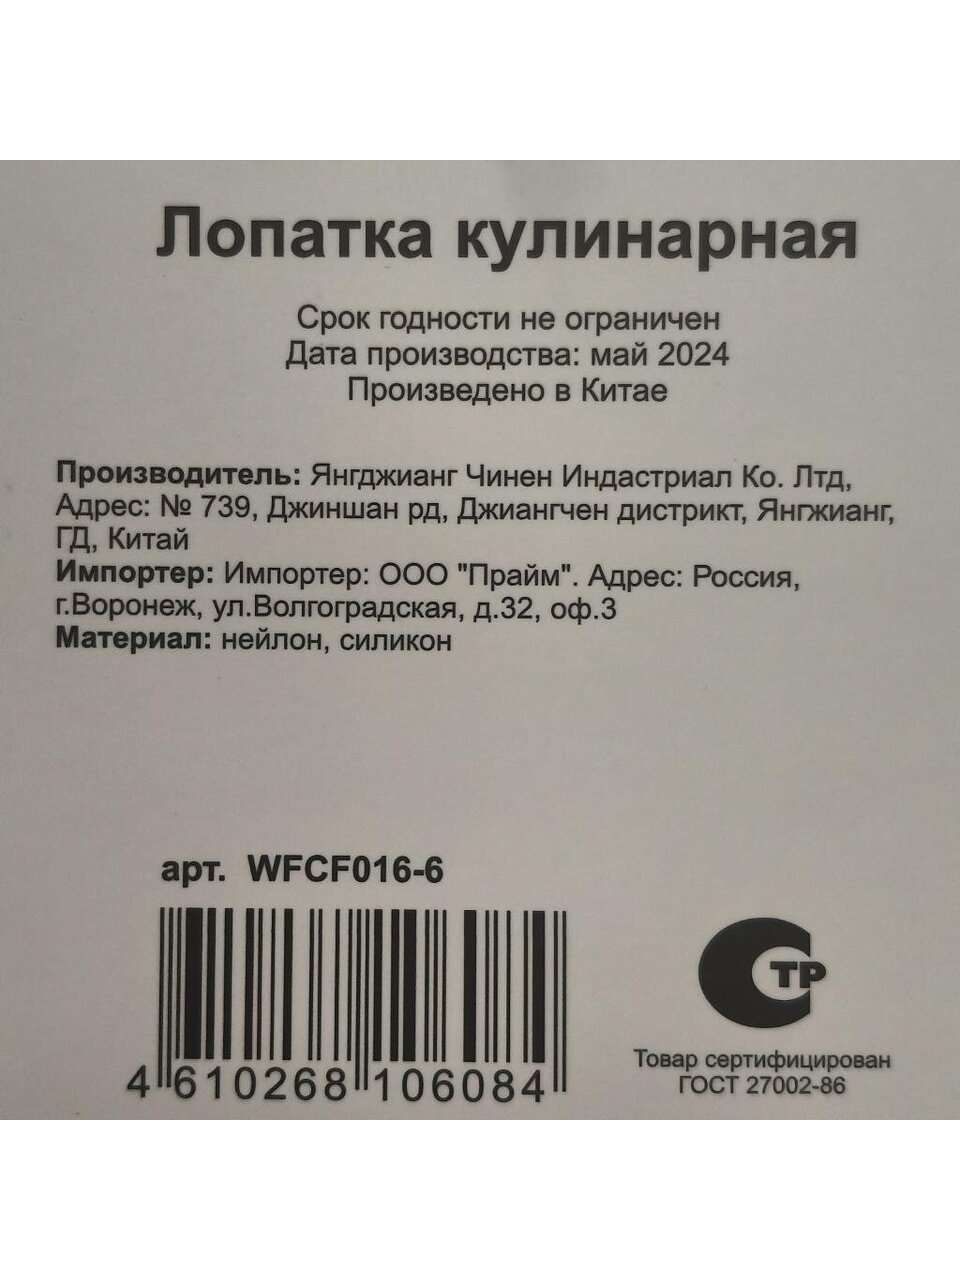 Лопатка кулинарная
Срок годности не ограничен
Дата производства: май 2024
Произведено в Китае
Производитель: Янгджианг Чинен Индастриал Ко. Лтд,
Адрес: № 739, Джиншан рд, Джиангчен дистрикт, Янгжианг,
ГД, Китай
Импортер: Импортер: ООО "Прайм". Адрес: Россия,
г.Воронеж, ул.Волгоградская, д.32, оф.3
Материал: нейлон, силикон
арт. WFCF016-6
4 610268 106084
СТР
Товар сертифицирован
ГОСТ 27002-86